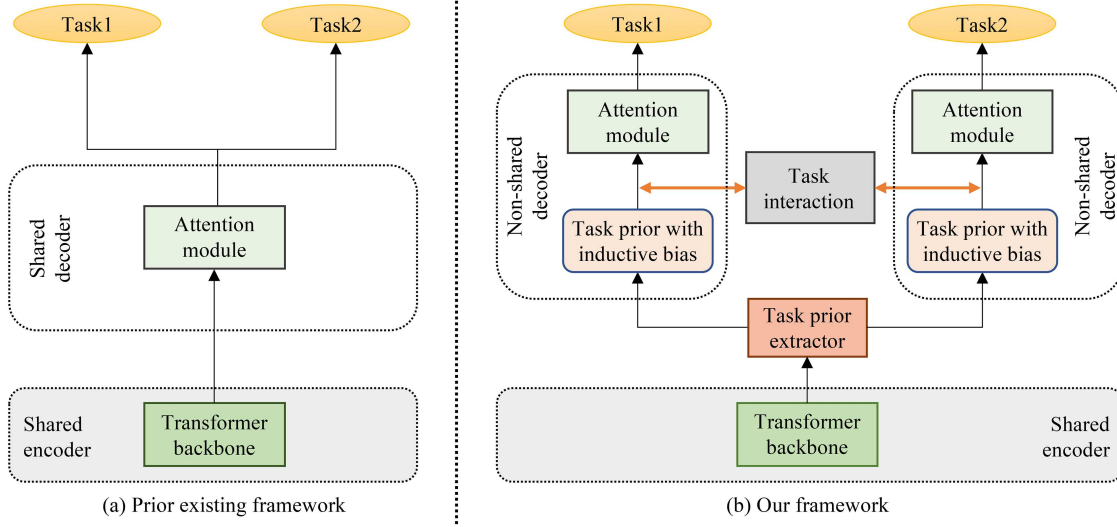 Task1
Task2
Shared
decoder
Attention
module
Shared
encoder
Transformer
backbone
(a) Prior existing framework
Task1
Task2
Non-shared
decoder
Attention
module
Task
interaction
Attention
module
Non-shared
decoder
Task prior with
inductive bias
Task prior with
inductive bias
Task prior
extractor
Transformer
backbone
Shared
encoder
(b) Our framework